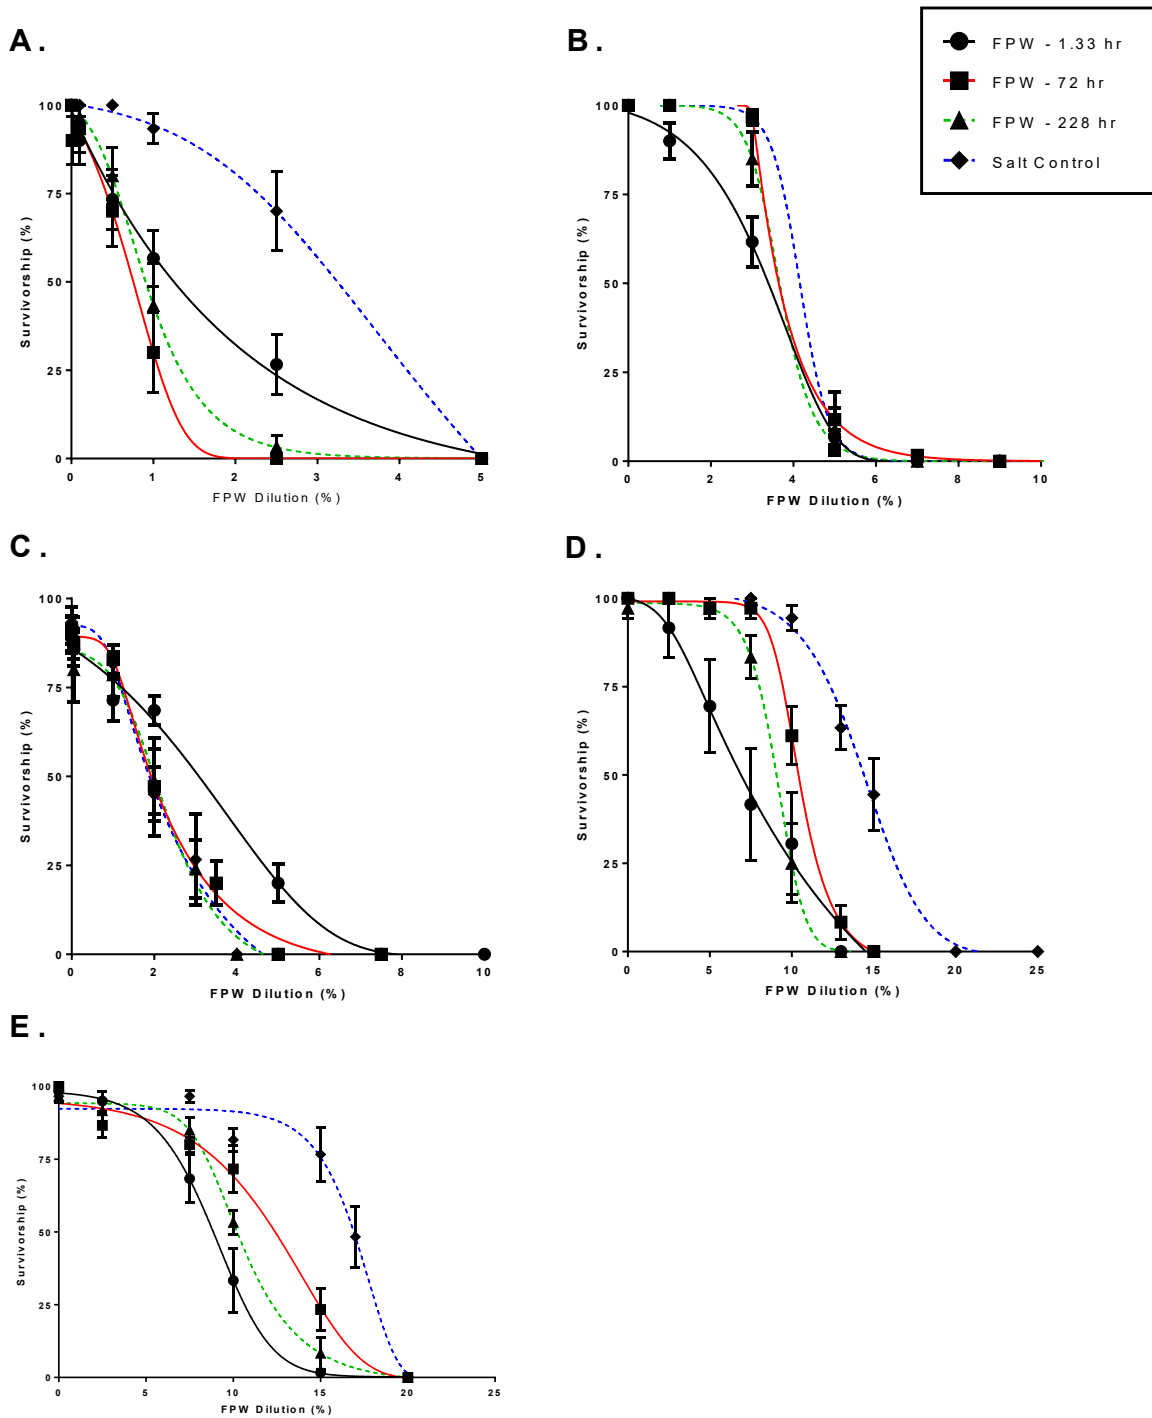 A.
B.
FPW - 1.33 hr
FPW - 72 hr
FPW - 228 hr
Salt Control
100
75
50
25
0
Survivorship (%)
0 1 2 3 4 5
FPW Dilution (%)
100
75
50
25
0
Survivorship (%)
0 2 4 6 8 10
FPW Dilution (%)
C.
D.
100
75
50
25
0
Survivorship (%)
0 2 4 6 8 10
FPW Dilution (%)
100
75
50
25
0
Survivorship (%)
0 5 10 15 20 25
FPW Dilution (%)
E.
100
75
50
25
0
Survivorship (%)
0 5 10 15 20 25
FPW Dilution (%)